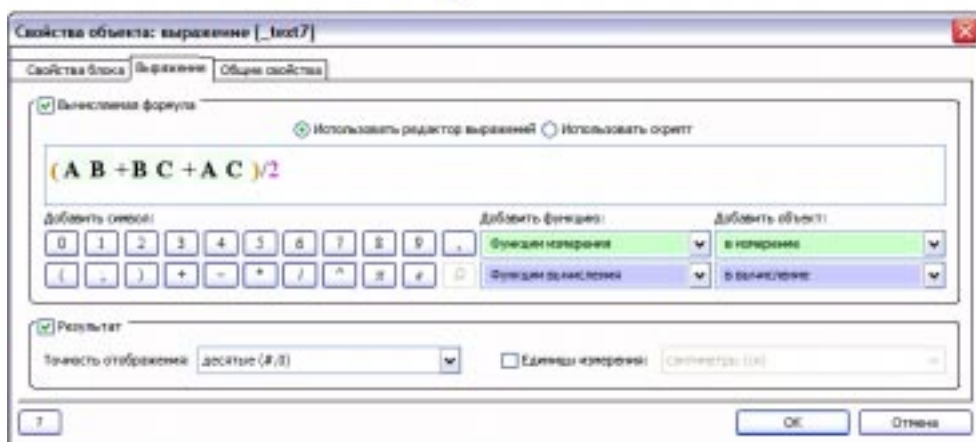 Свойства объекта: выражение [_text7]
Свойства блока Выражение Общие свойства
Вычисляемая формула
Использовать редактор выражений Использовать скрипт
( A B +B C +A C )/2
Добавить символ: Добавить функцию: Добавить объект:
0 1 2 3 4 5 6 7 8 9 , Функции измерения в измерение
( ; ) + - * / ^ π e Функции вычисления в вычисление
Результат
Точность отображения: десятые (#,0) Единицы измерения: сантиметры (см)
? OK Отмена